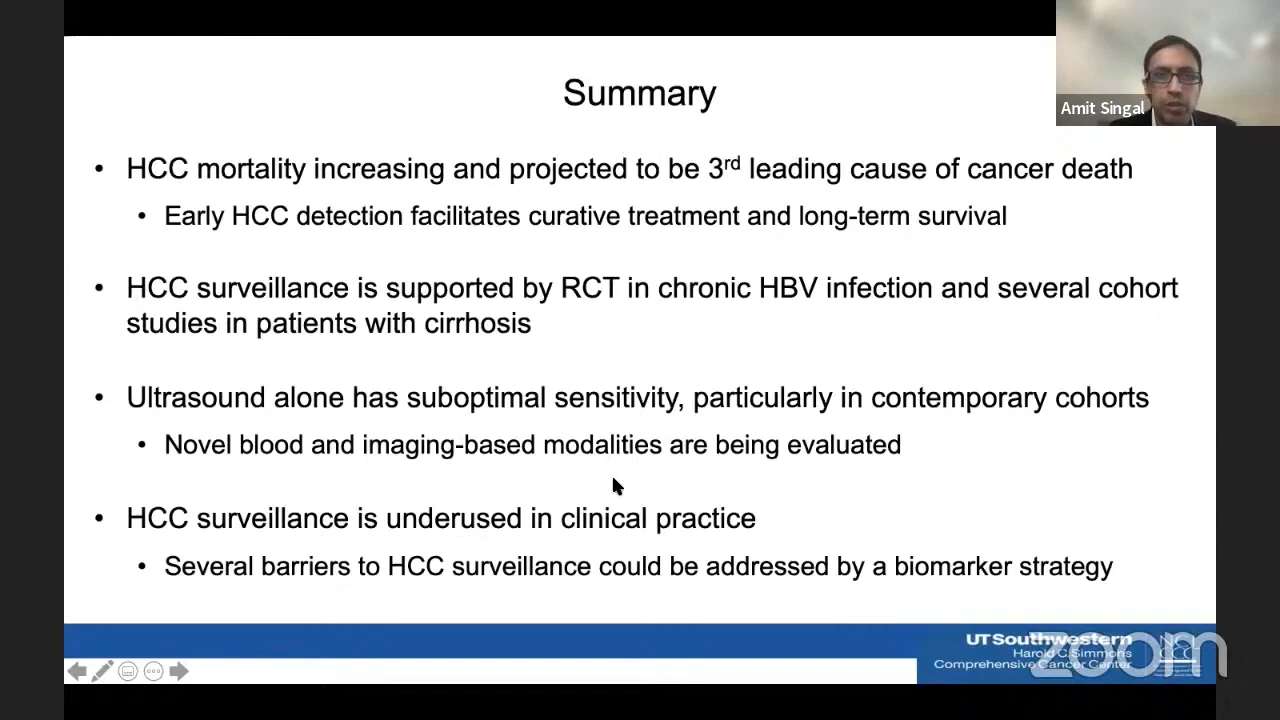 Summary
Amit Singal
• HCC mortality increasing and projected to be 3rd leading cause of cancer death
• Early HCC detection facilitates curative treatment and long-term survival
• HCC surveillance is supported by RCT in chronic HBV infection and several cohort
studies in patients with cirrhosis
• Ultrasound alone has suboptimal sensitivity, particularly in contemporary cohorts
• Novel blood and imaging-based modalities are being evaluated
• HCC surveillance is underused in clinical practice
• Several barriers to HCC surveillance could be addressed by a biomarker strategy
UT Southwestern
Harold C. Simmons
Comprehensive Cancer Center
zoom